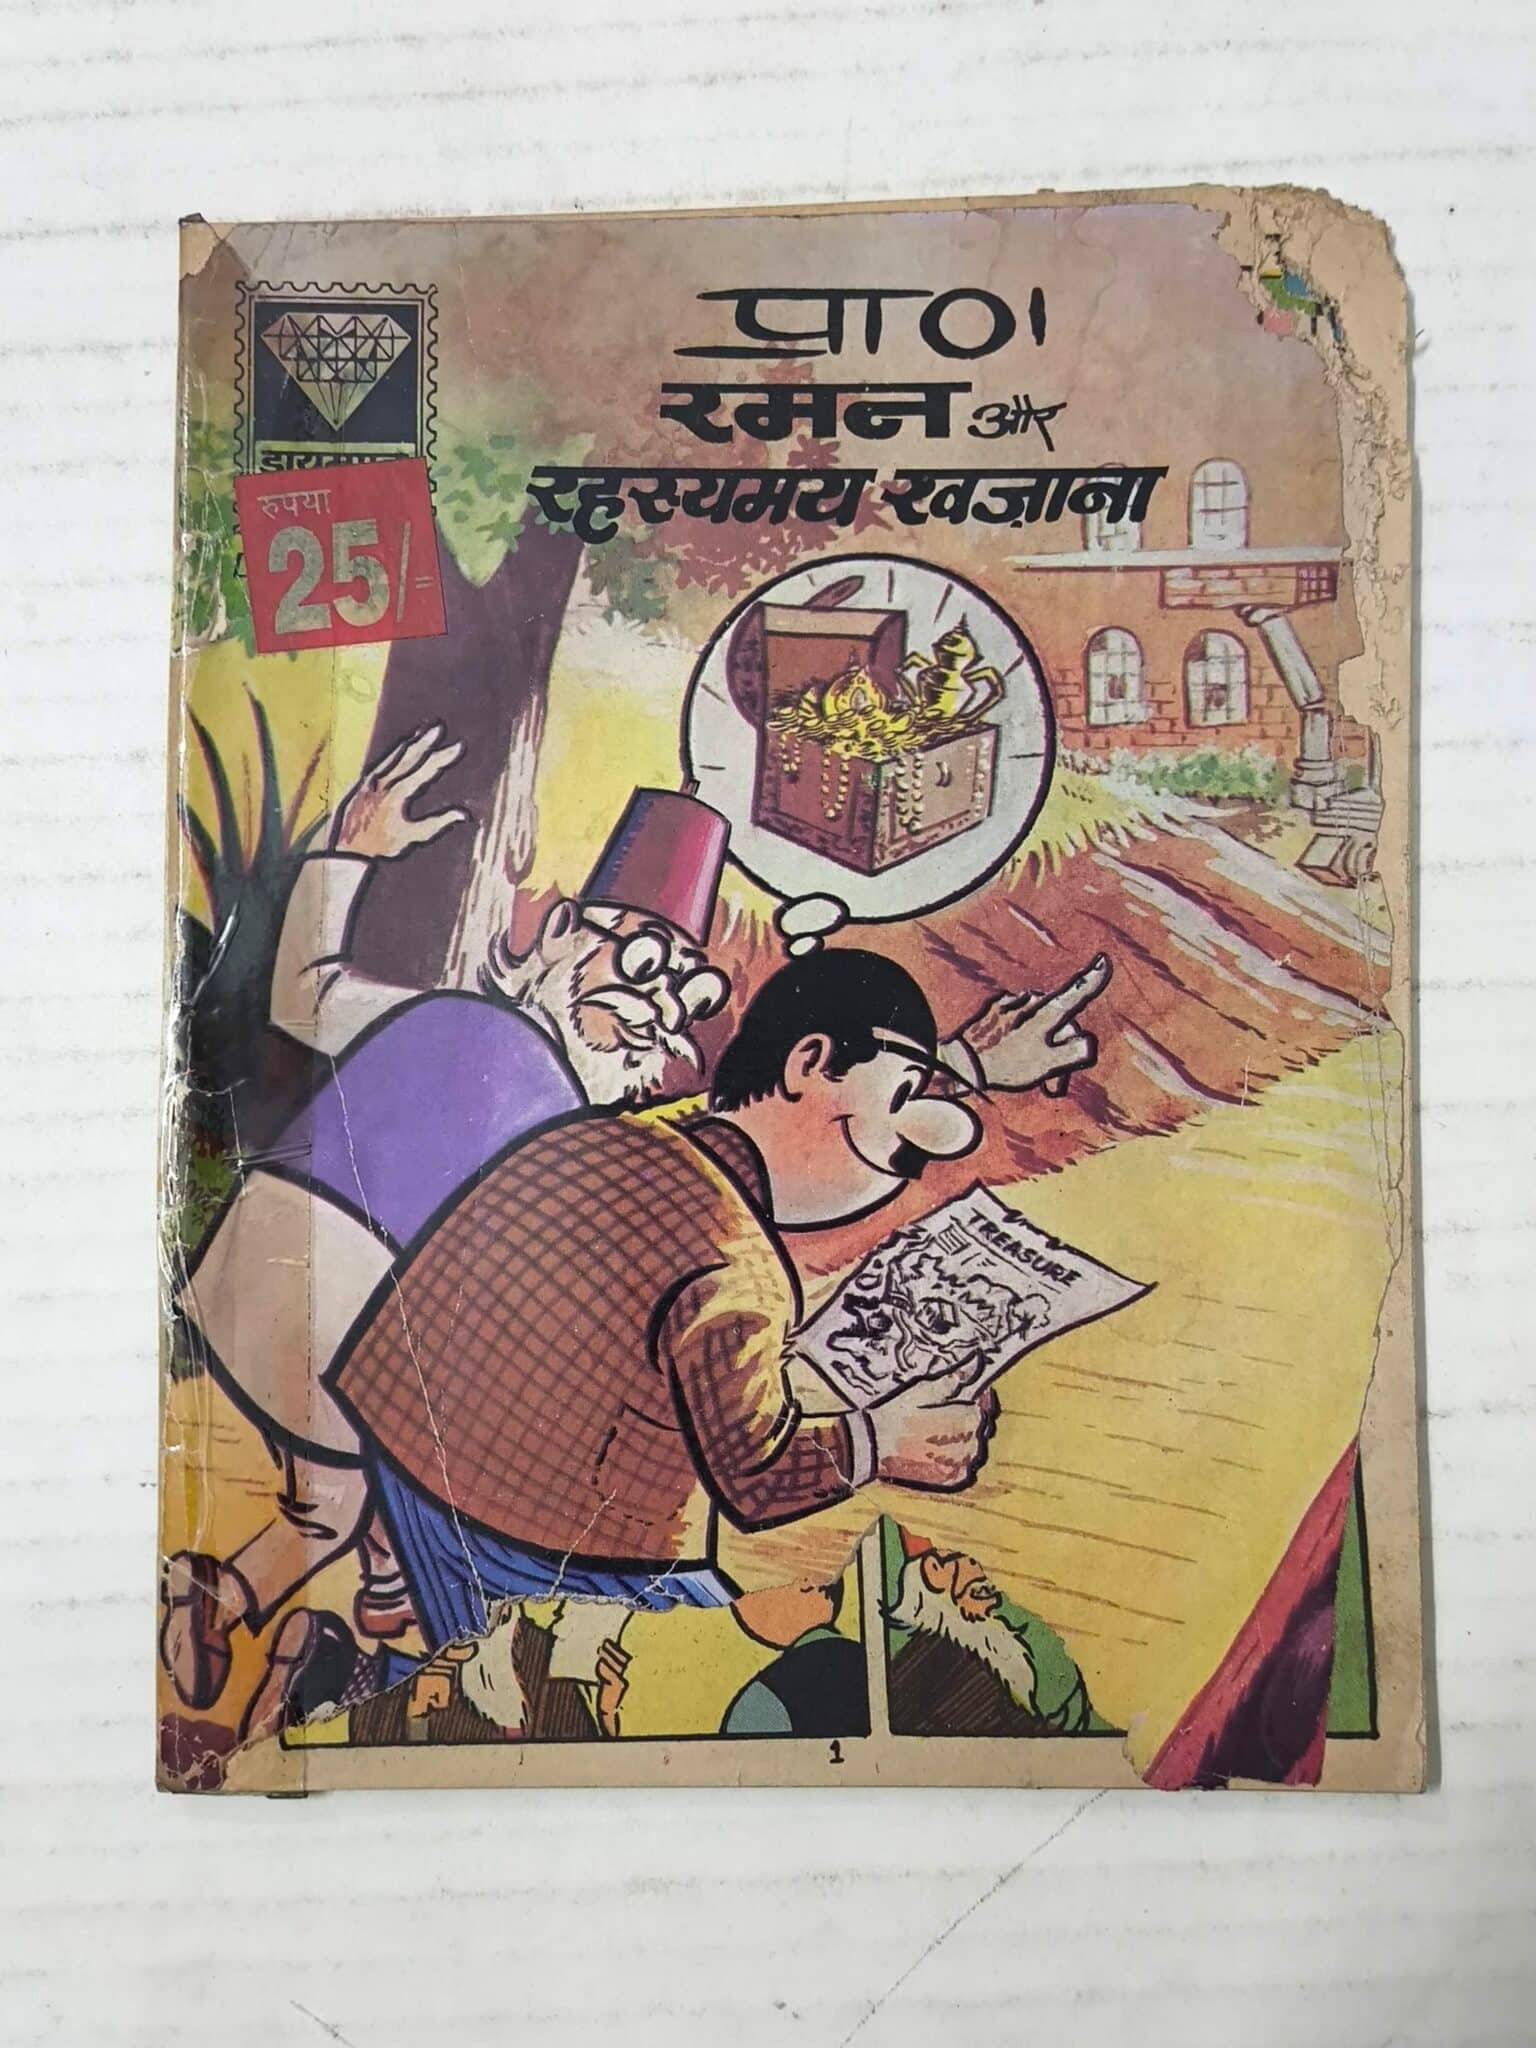 प्राण
रमन और
रहस्यमय खज़ाना
रुपया
25/=
TREASURE
1